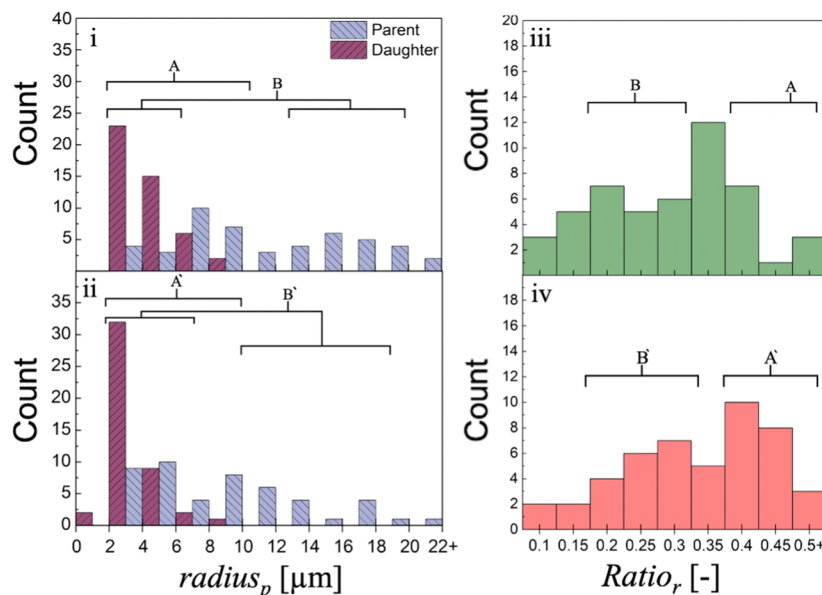 i
Parent
Daughter
A
B
Count
40
35
30
25
20
15
10
5
ii
A`
B`
Count
35
30
25
20
15
10
5
0
0 2 4 6 8 10 12 14 16 18 20 22+
radius_p [µm]
iii
B
A
Count
20
18
16
14
12
10
8
6
4
2
iv
B`
A`
Count
18
16
14
12
10
8
6
4
2
0
0.1 0.15 0.2 0.25 0.3 0.35 0.4 0.45 0.5+
Ratio_r [-]